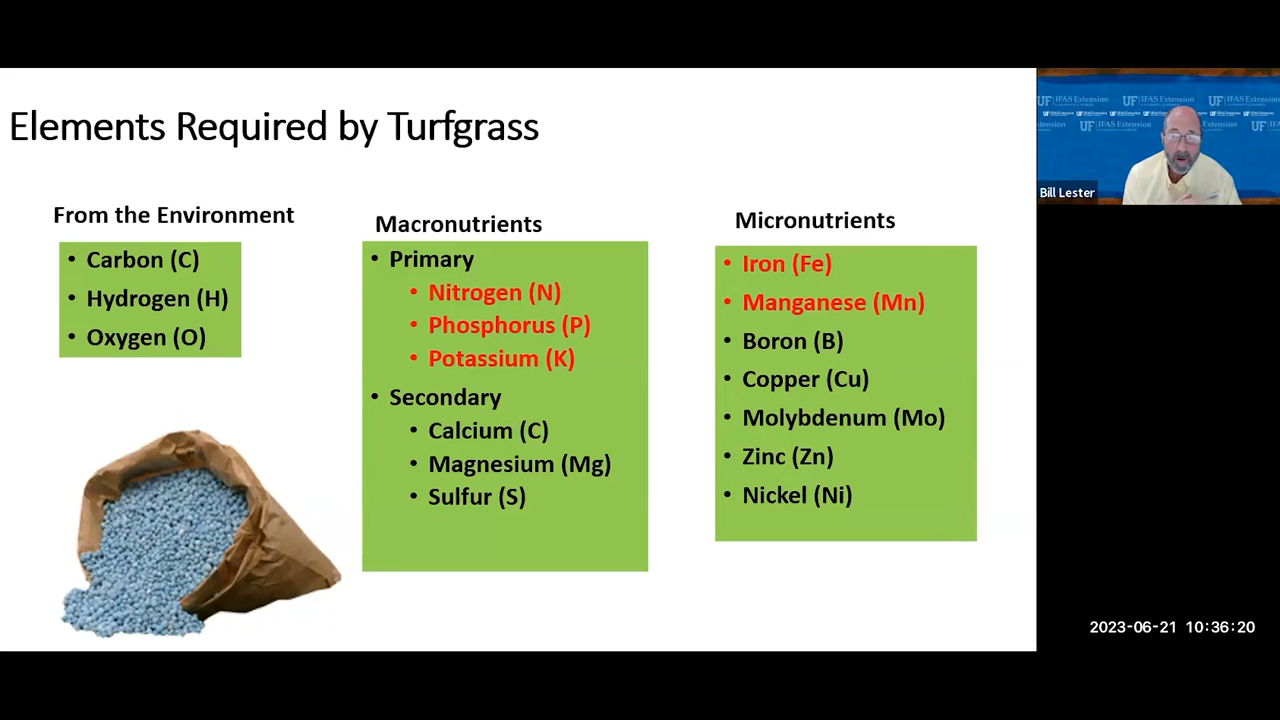 Elements Required by Turfgrass
From the Environment
• Carbon (C)
• Hydrogen (H)
• Oxygen (O)
Macronutrients
• Primary
• Nitrogen (N)
• Phosphorus (P)
• Potassium (K)
• Secondary
• Calcium (C)
• Magnesium (Mg)
• Sulfur (S)
Micronutrients
• Iron (Fe)
• Manganese (Mn)
• Boron (B)
• Copper (Cu)
• Molybdenum (Mo)
• Zinc (Zn)
• Nickel (Ni)
UF IFAS Extension
Bill Lester
2023-06-21 10:36:20